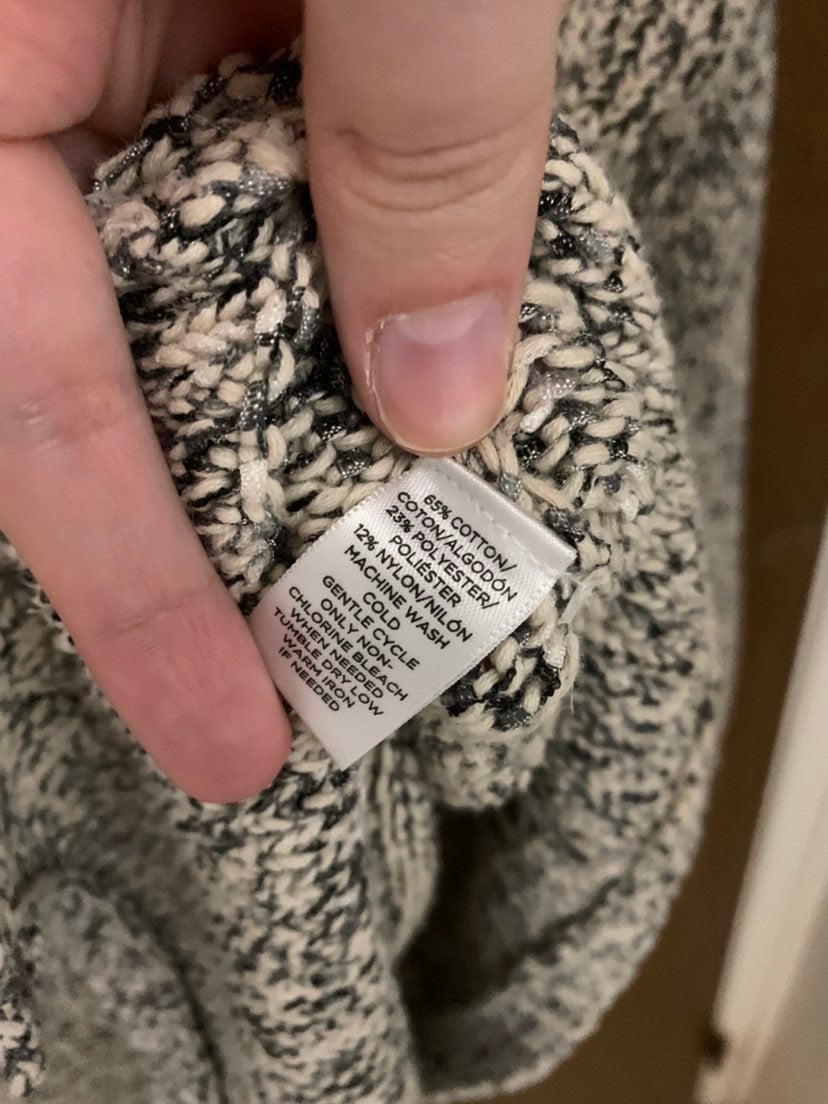 65% COTTON/
COTON/ALGODÓN
23% POLYESTER/
POLIÉSTER
12% NYLON/NILÓN
MACHINE WASH
COLD
GENTLE CYCLE
ONLY NON-
CHLORINE BLEACH
WHEN NEEDED
TUMBLE DRY LOW
WARM IRON
IF NEEDED